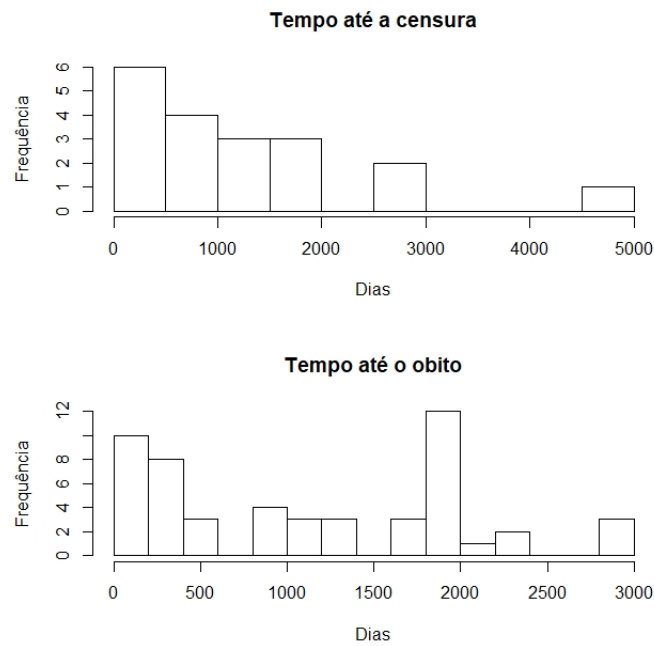 Tempo até a censura
Frequência
0 1 2 3 4 5 6
0 1000 2000 3000 4000 5000
Dias
Tempo até o obito
Frequência
0 2 4 6 8 12
0 500 1000 1500 2000 2500 3000
Dias